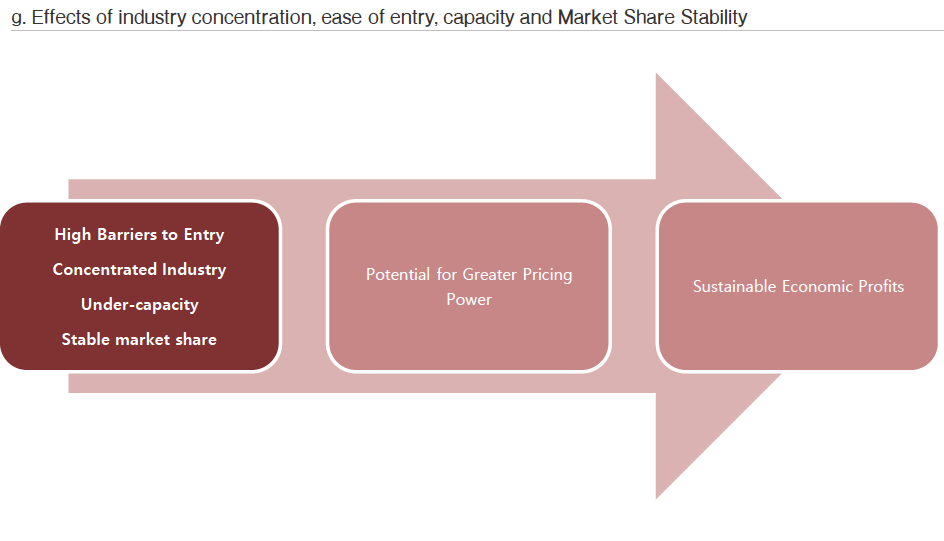 g. Effects of industry concentration, ease of entry, capacity and Market Share Stability
High Barriers to Entry
Concentrated Industry
Under-capacity
Stable market share
Potential for Greater Pricing
Power
Sustainable Economic Profits